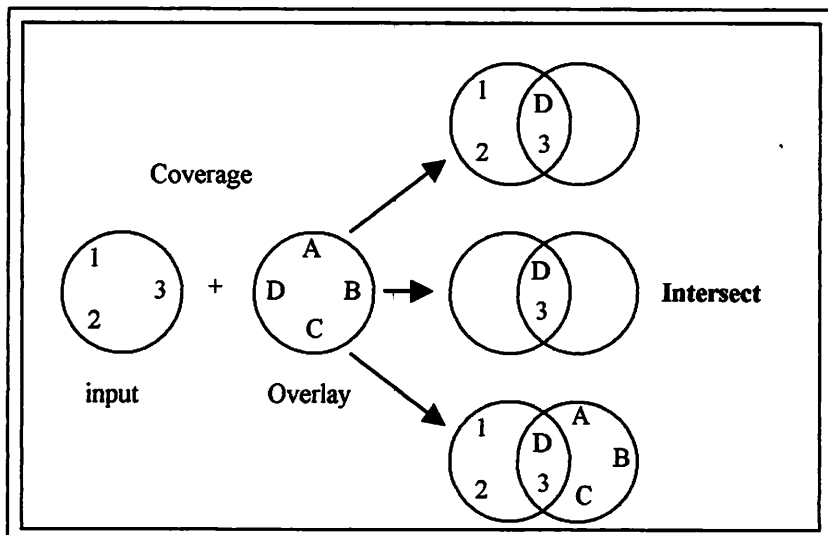 1 D
2 3
Coverage
1 3 2 + A D B C D 3 Intersect
input Overlay
1 D A B
2 3 C